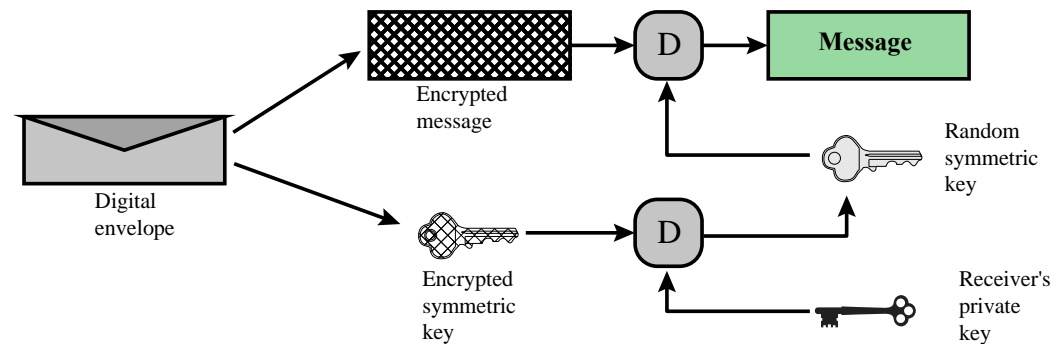 D
Message
Encrypted
message
Random
symmetric
key
Digital
envelope
D
Encrypted
symmetric
key
Receiver's
private
key